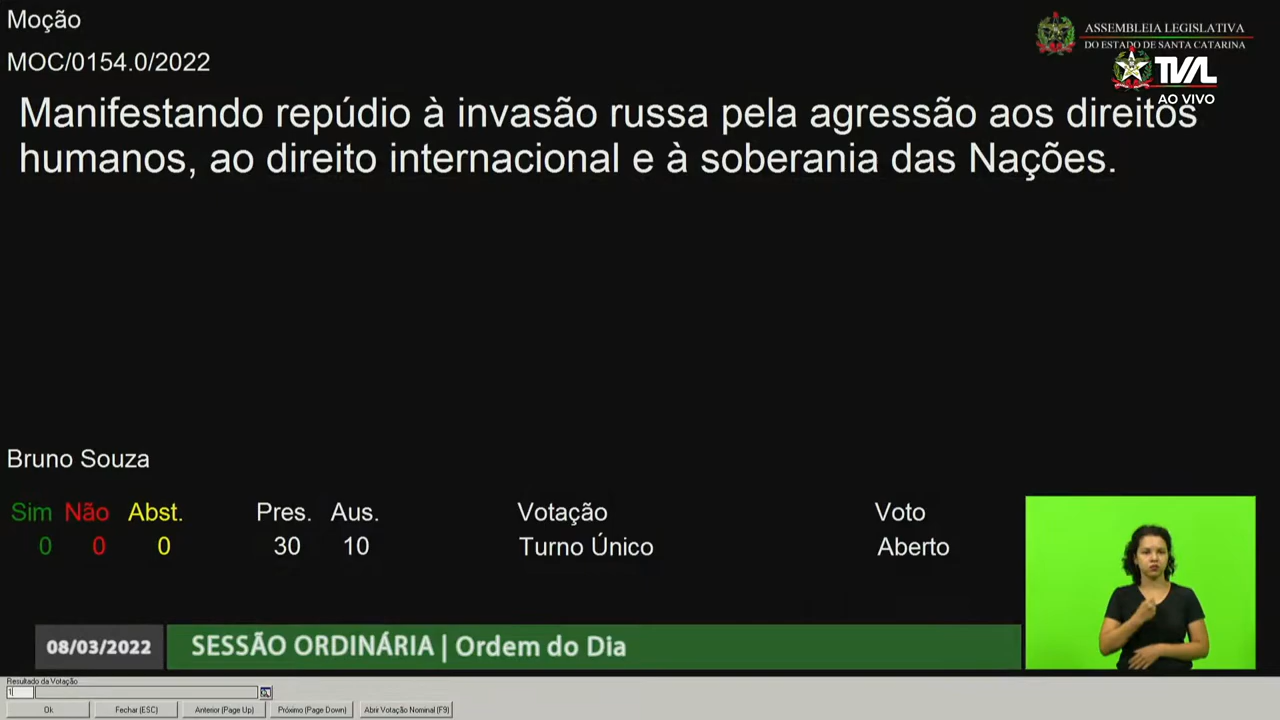 Moção
ASSEMBLEIA LEGISLATIVA
DO ESTADO DE SANTA CATARINA
MOC/0154.0/2022
TVAL
AO VIVO
Manifestando repúdio à invasão russa pela agressão aos direitos
humanos, ao direito internacional e à soberania das Nações.
Bruno Souza
Sim Não Abst. Pres. Aus. Votação Voto
0 0 0 30 10 Turno Único Aberto
08/03/2022 SESSÃO ORDINÁRIA | Ordem do Dia
Resultado da Votação
1
Ok Fechar (ESC) Anterior (Page Up) Próximo (Page Down) Abrir Votação Nominal (F9)